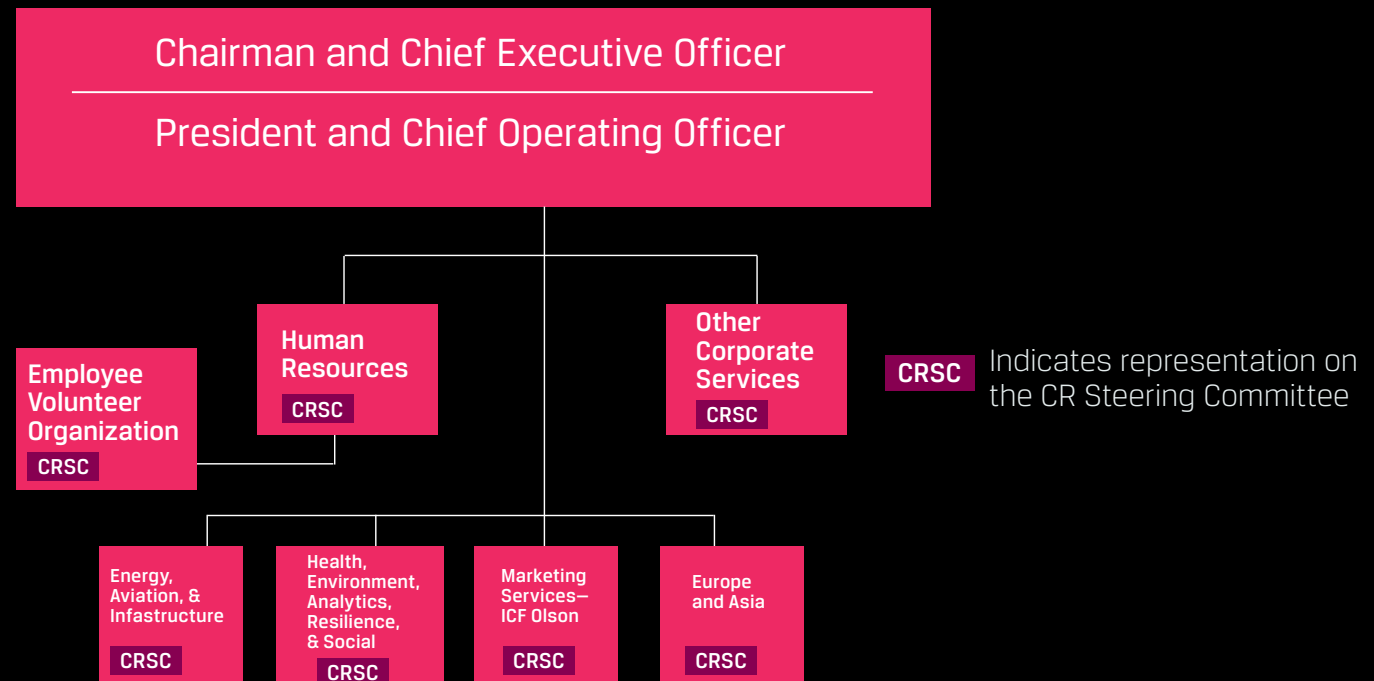 Chairman and Chief Executive Officer
President and Chief Operating Officer
Employee
Volunteer
Organization
CRSC
Human
Resources
CRSC
Other
Corporate
Services
CRSC
CRSC
Indicates representation on
the CR Steering Committee
Energy,
Aviation, &
Infastructure
CRSC
Health,
Environment,
Analytics,
Resilience,
& Social
CRSC
Marketing
Services—
ICF Olson
CRSC
Europe
and Asia
CRSC